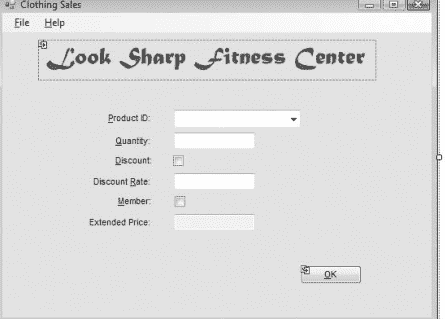 Clothing Sales
File Help
Look Sharp Fitness Center
Product ID:
Quantity:
Discount:
Discount Rate:
Member:
Extended Price:
OK